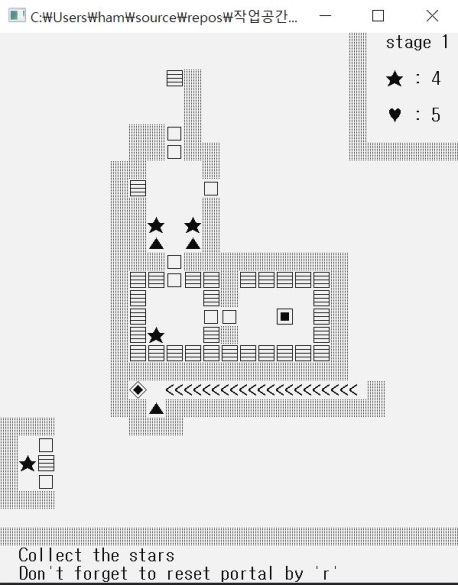 C:₩Users₩ham₩source₩repos₩작업공간...
stage 1
★ : 4
♥ : 5
<<<<<<<<<<<<<<<<<<<<<
Collect the stars
Don't forget to reset portal by 'r'